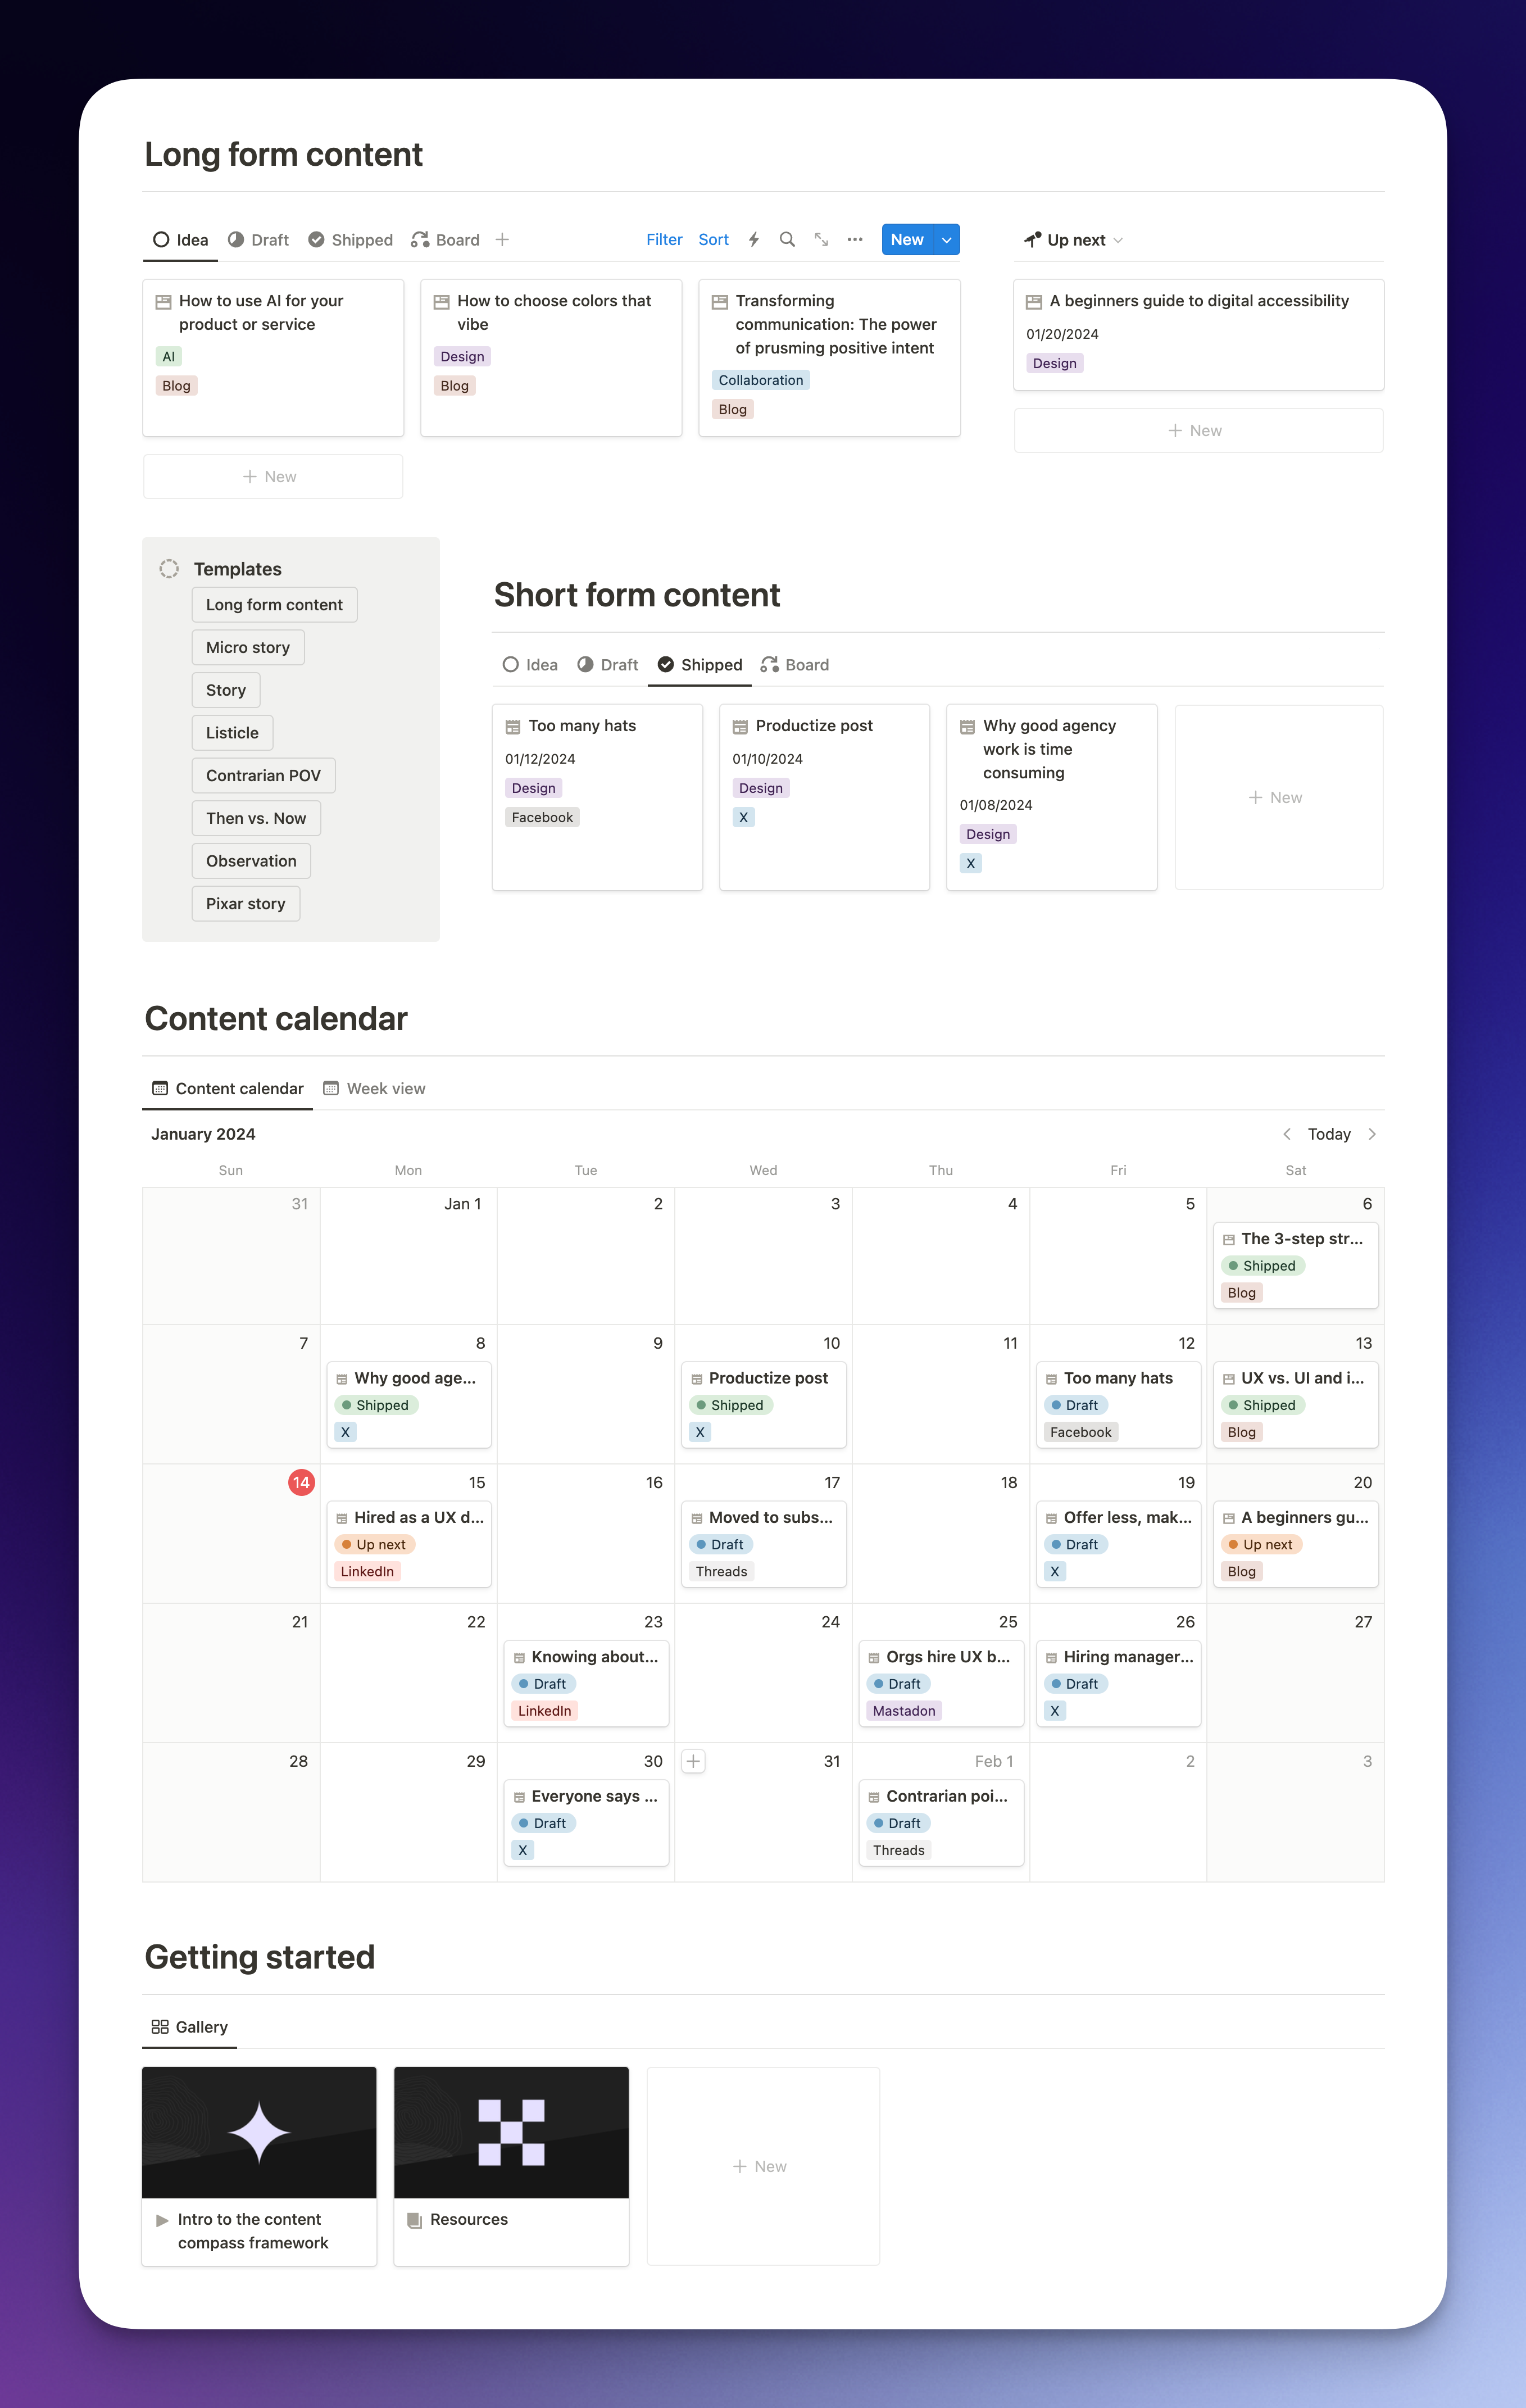 Long form content
Idea Draft Shipped Board
Filter Sort New
Up next
How to use AI for your
product or service
AI
Blog
How to choose colors that
vibe
Design
Blog
Transforming
communication: The power
of prusming positive intent
Collaboration
Blog
A beginners guide to digital accessibility
01/20/2024
Design
+ New
+ New
Templates
Long form content
Micro story
Story
Listicle
Contrarian POV
Then vs. Now
Observation
Pixar story
Short form content
Idea Draft Shipped Board
Too many hats
01/12/2024
Design
Facebook
Productize post
01/10/2024
Design
X
Why good agency
work is time
consuming
01/08/2024
Design
X
+ New
Content calendar
Content calendar Week view
January 2024
Today
Sun Mon Tue Wed Thu Fri Sat
31 Jan 1 2 3 4 5 6
The 3-step str...
Shipped
Blog
7 8 9 10 11 12 13
Why good age...
Shipped
X
Productize post
Shipped
X
Too many hats
Draft
Facebook
UX vs. UI and i...
Shipped
Blog
14 15 16 17 18 19 20
Hired as a UX d...
Up next
LinkedIn
Moved to subs...
Draft
Threads
Offer less, mak...
Draft
X
A beginners gu...
Up next
Blog
21 22 23 24 25 26 27
Knowing about...
Draft
LinkedIn
Orgs hire UX b...
Draft
Mastadon
Hiring manager...
Draft
X
28 29 30 31 Feb 1 2 3
Everyone says ...
Draft
X
Contrarian poi...
Draft
Threads
Getting started
Gallery
Intro to the content
compass framework
Resources
+ New